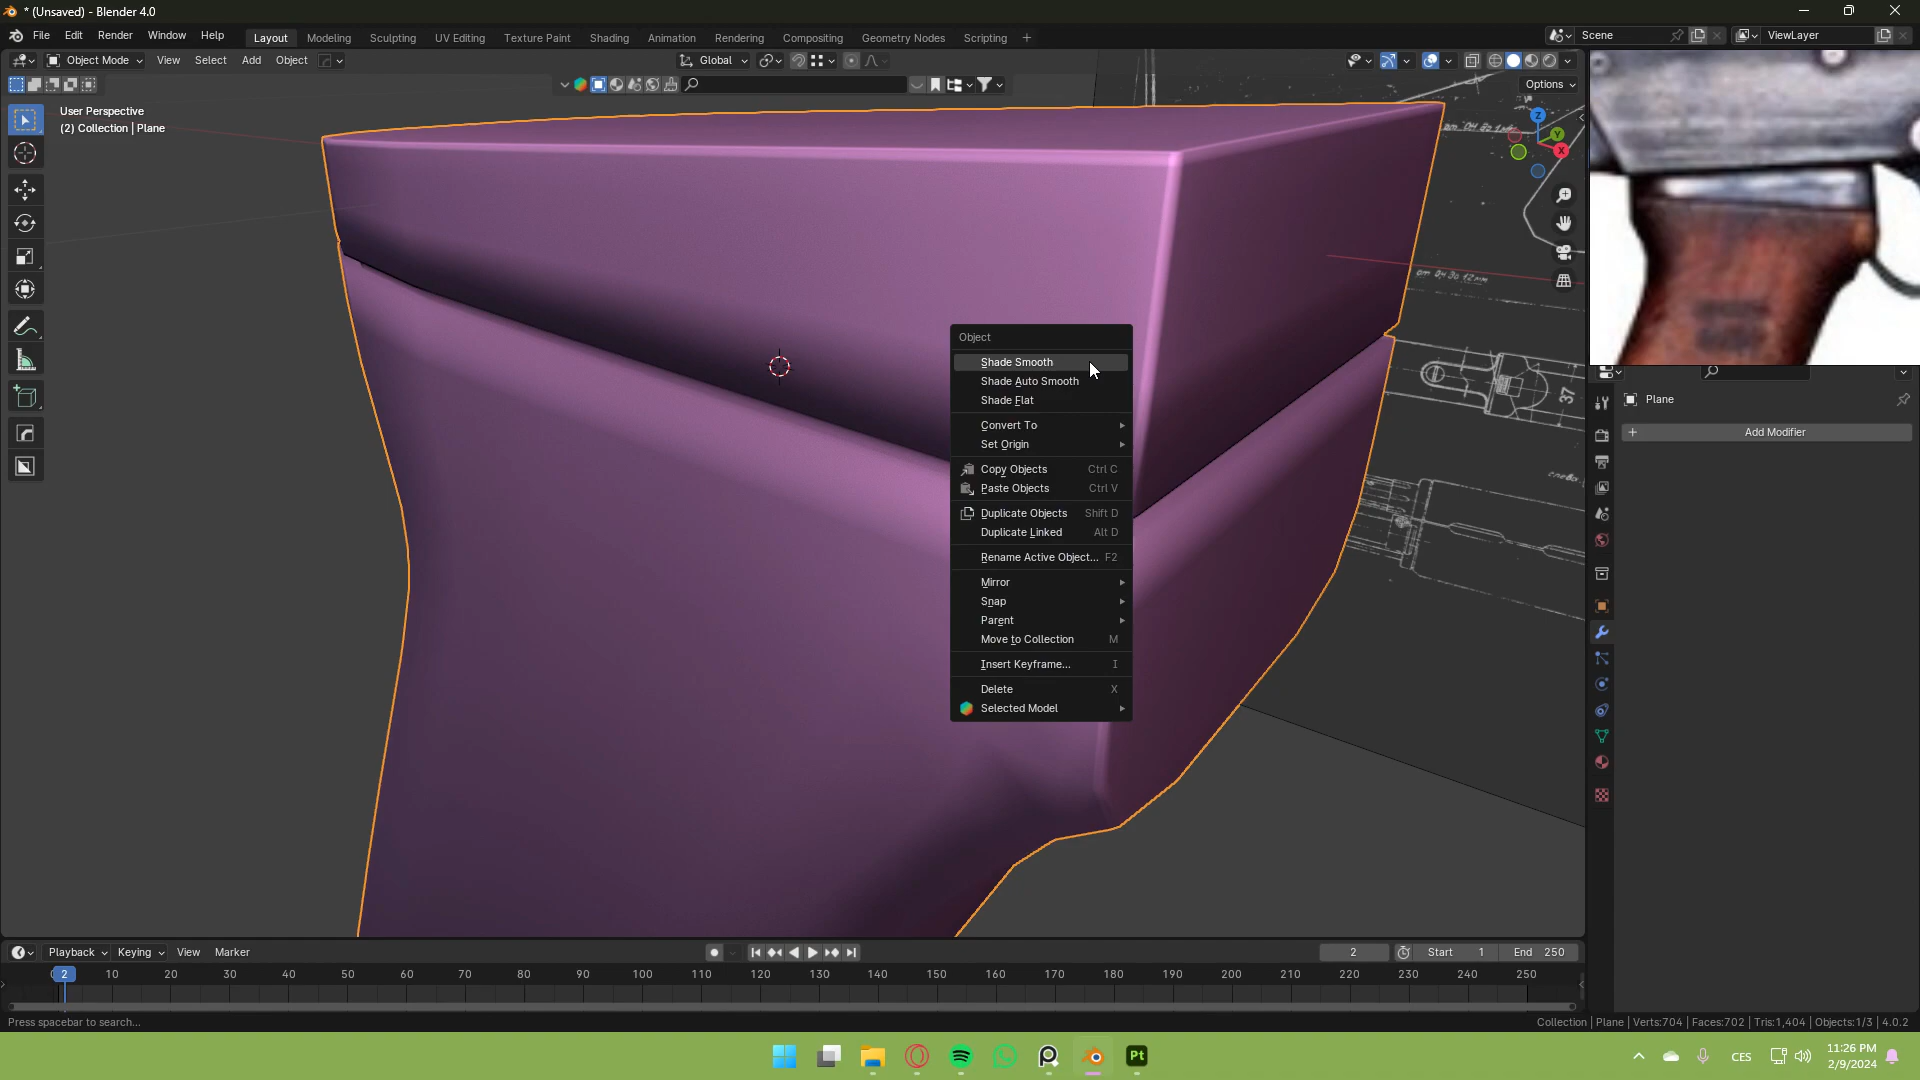 * (Unsaved) - Blender 4.0
File Edit Render Window Help Layout Modeling Sculpting UV Editing Texture Paint Shading Animation Rendering Compositing Geometry Nodes Scripting + Scene ViewLayer
Object Mode View Select Add Object Global
Options
User Perspective
(2) Collection | Plane
Z
Y
X
37
Plane
+ Add Modifier
Object
Shade Smooth
Shade Auto Smooth
Shade Flat
Convert To
Set Origin
Copy Objects Ctrl C
Paste Objects Ctrl V
Duplicate Objects Shift D
Duplicate Linked Alt D
Rename Active Object... F2
Mirror
Snap
Parent
Move to Collection M
Insert Keyframe... I
Delete X
Selected Model
Playback Keying View Marker 2 Start 1 End 250
2 10 20 30 40 50 60 70 80 90 100 110 120 130 140 150 160 170 180 190 200 210 220 230 240 250
Press spacebar to search... Collection | Plane | Verts:704 | Faces:702 | Tris:1,404 | Objects:1/3 | 4.0.2
Pt CES 11:26 PM
2/9/2024